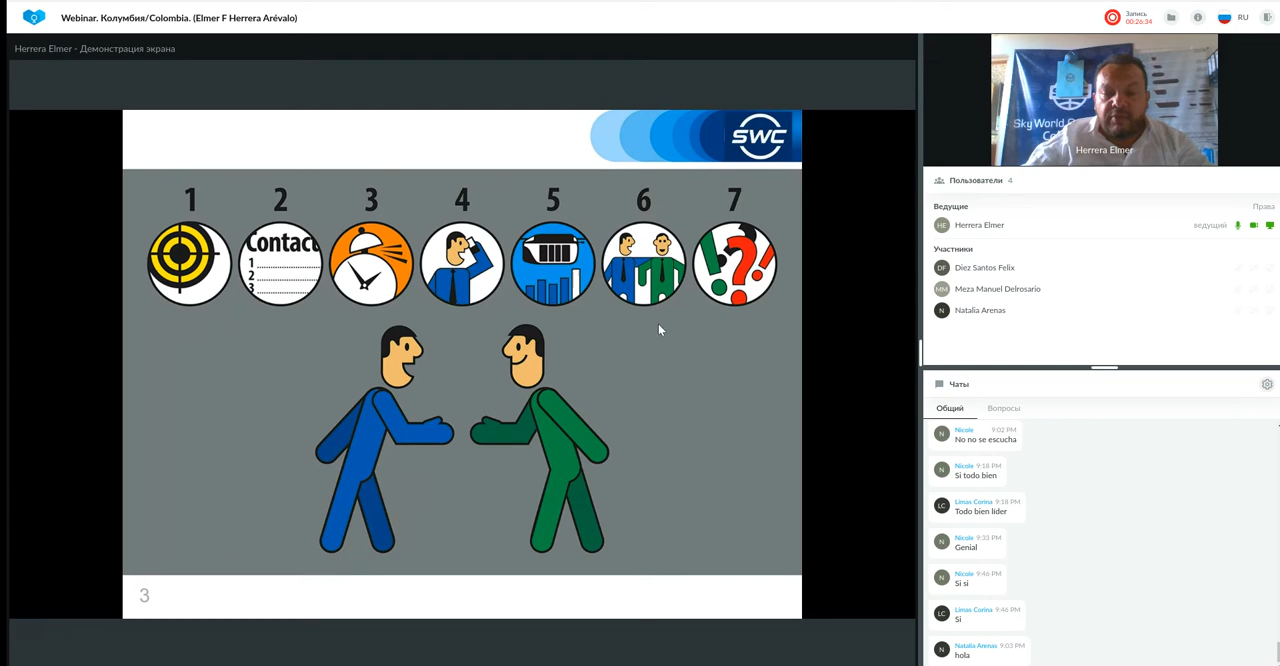 Webinar. Колумбия/Colombia. (Elmer F Herrera Arévalo)
Запись
00:26:34
RU
Herrera Elmer - Демонстрация экрана
SWC
1 2 3 4 5 6 7
Contact
1
2
3
3
Sky World
Herrera Elmer
Пользователи 4
Ведущие Права
HE Herrera Elmer ведущий
Участники
DF Diez Santos Felix
MM Meza Manuel Delrosario
N Natalia Arenas
Чаты
Общий Вопросы
N Nicole 9:02 PM
No no se escucha
N Nicole 9:18 PM
Si todo bien
LC Limas Corina 9:18 PM
Todo bien líder
N Nicole 9:33 PM
Genial
N Nicole 9:46 PM
Si si
LC Limas Corina 9:46 PM
Si
N Natalia Arenas 9:03 PM
hola